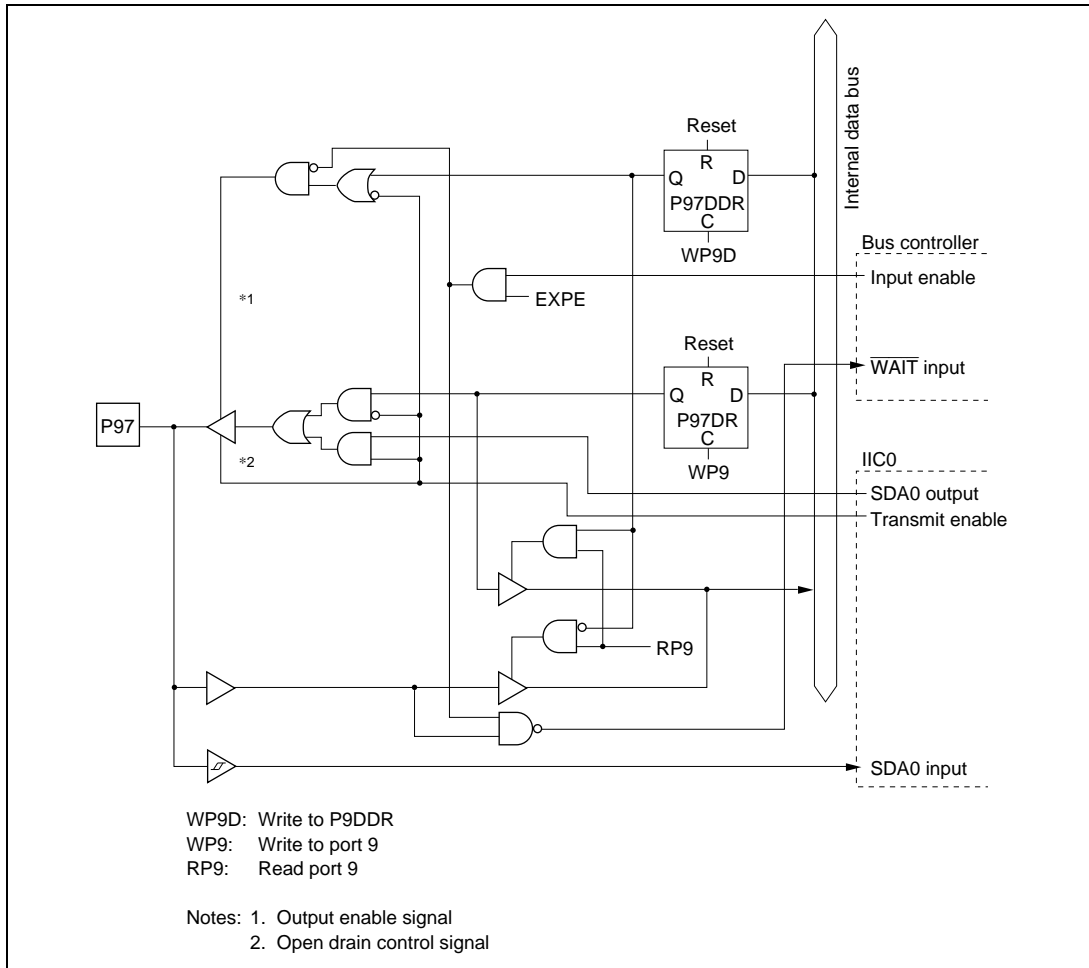 Internal data bus
Reset
R
Q D
P97DDR
C
WP9D
Bus controller
Input enable
EXPE
*1
Reset
R
Q D
P97DR
C
WP9
WAIT input
P97
*2
IIC0
SDA0 output
Transmit enable
RP9
SDA0 input
WP9D: Write to P9DDR
WP9: Write to port 9
RP9: Read port 9
Notes: 1. Output enable signal
2. Open drain control signal